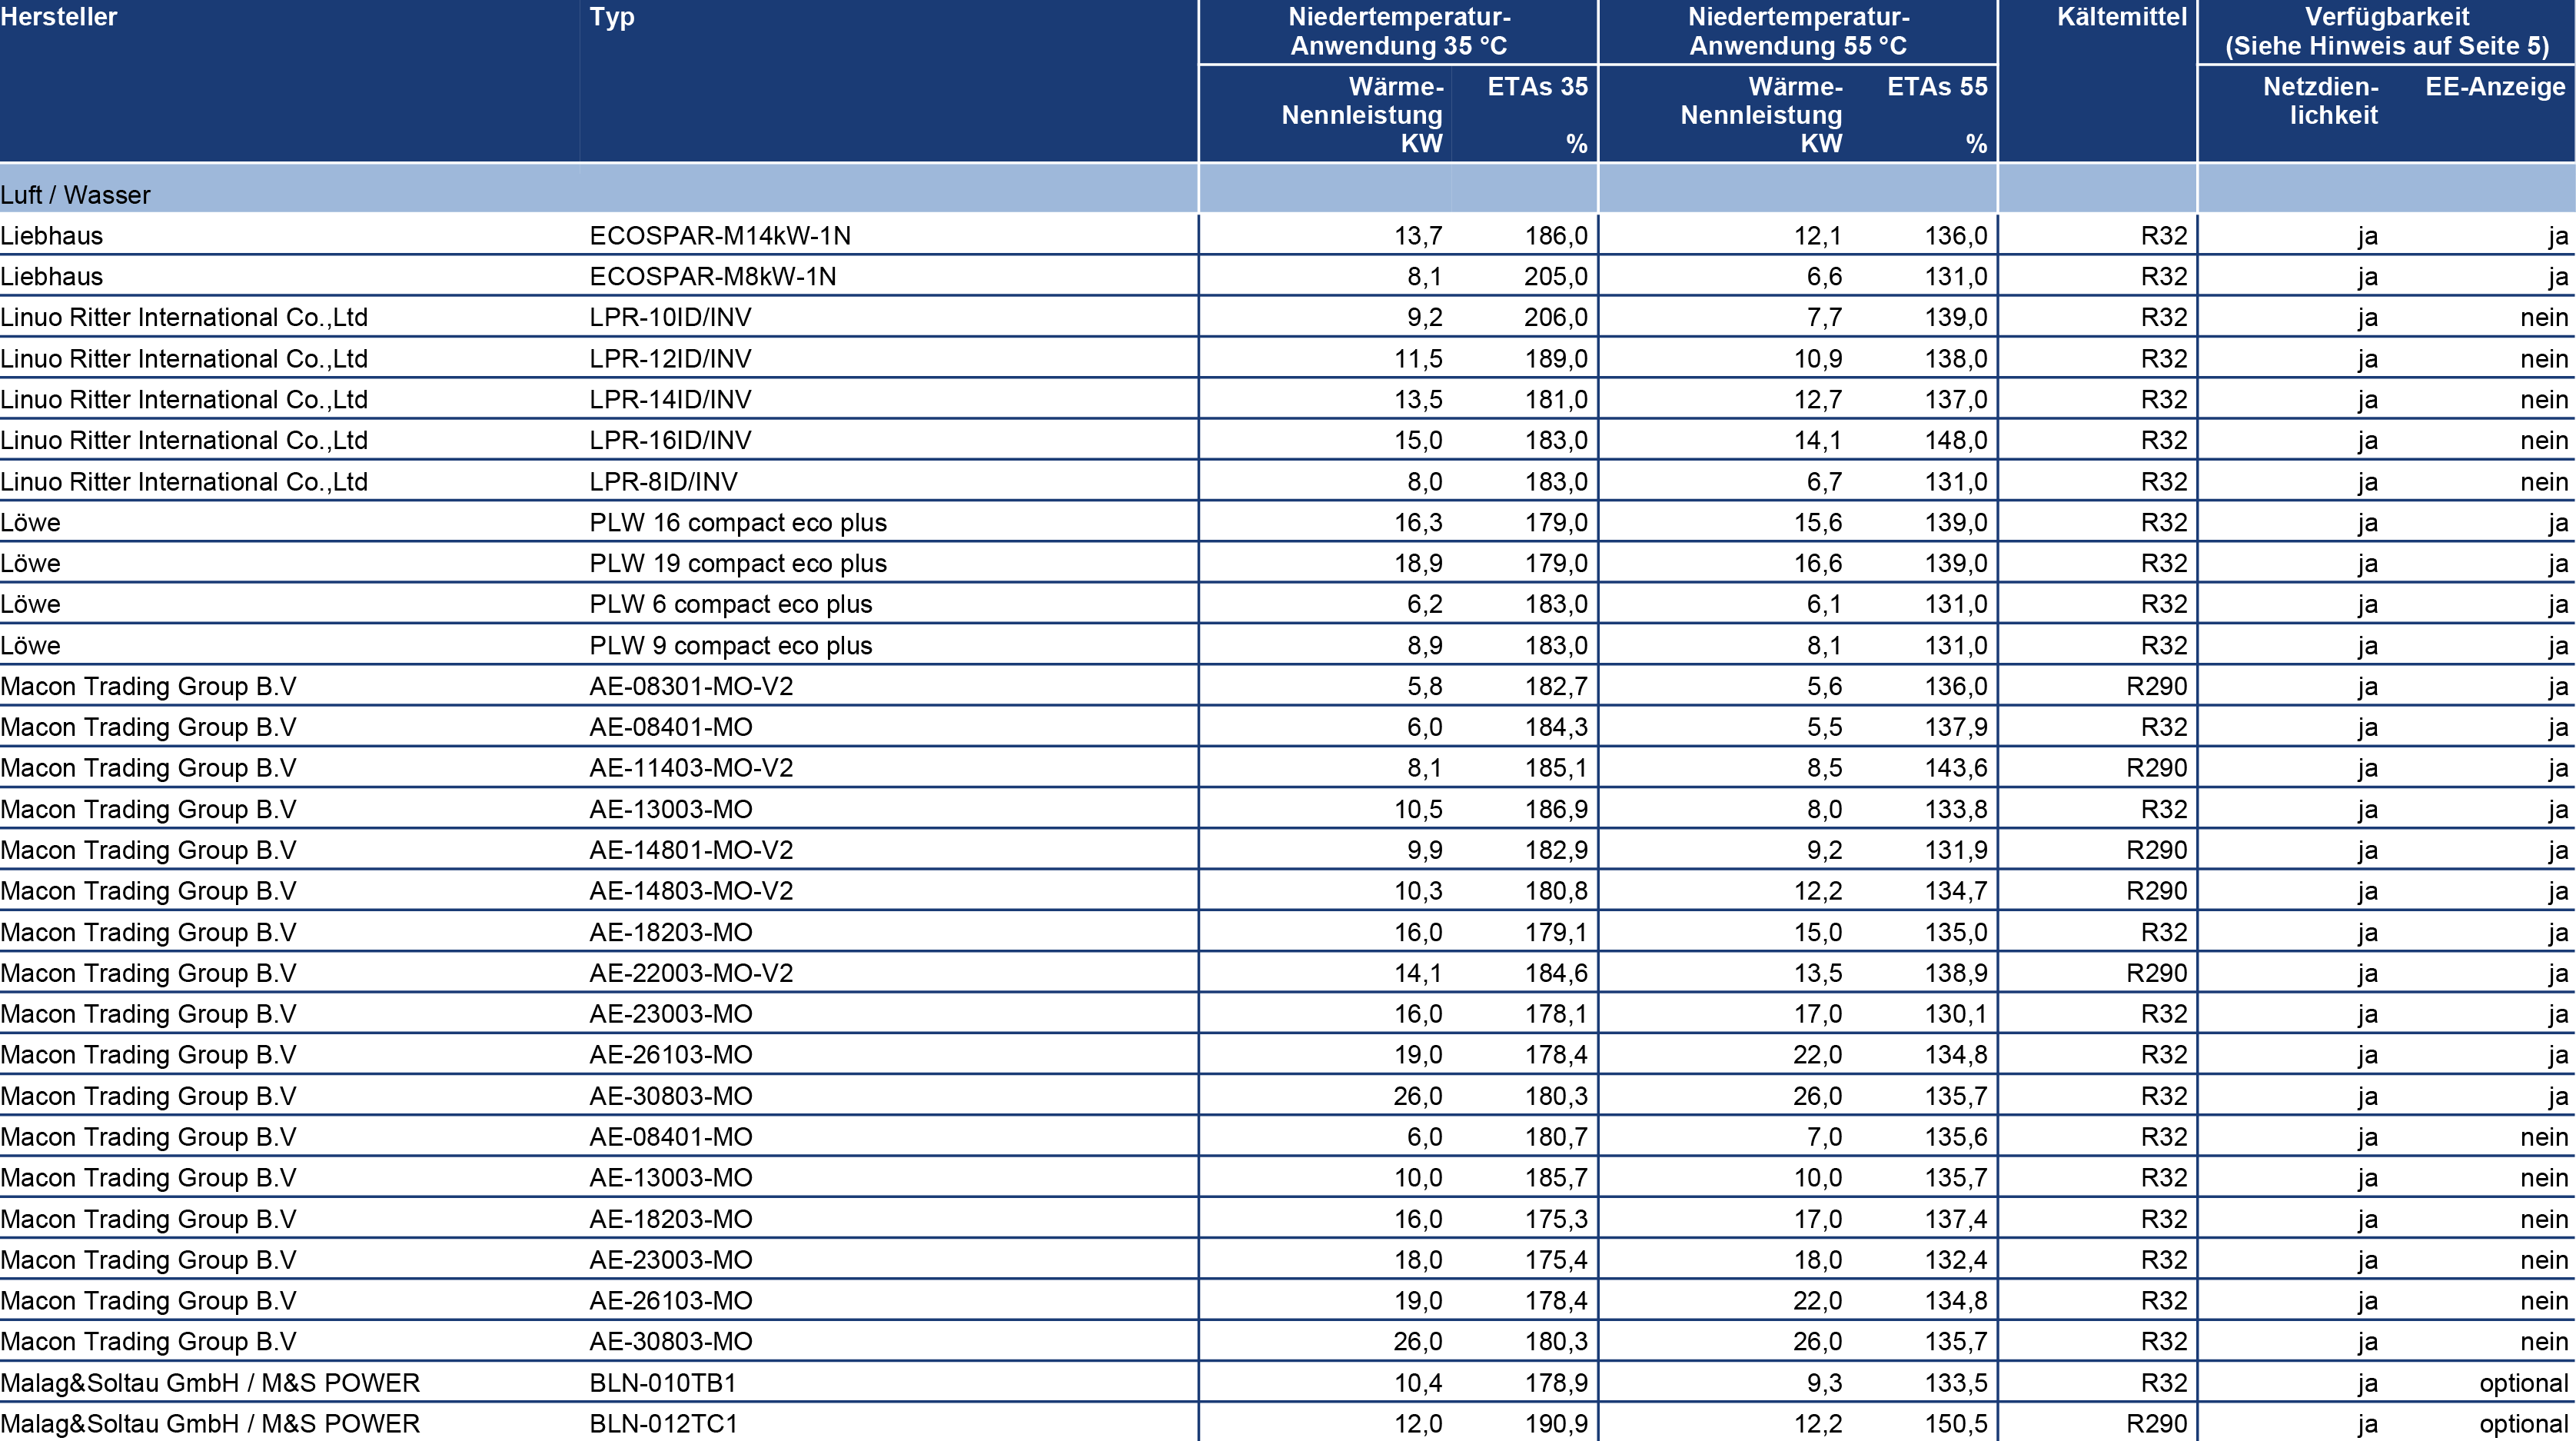 Hersteller Typ Niedertemperatur- Niedertemperatur- Kältemittel Verfügbarkeit
Anwendung 35 °C Anwendung 55 °C (Siehe Hinweis auf Seite 5)
Wärme- ETAs 35 Wärme- ETAs 55 Netzdien- EE-Anzeige
Nennleistung Nennleistung lichkeit
KW % KW %
Luft / Wasser
Liebhaus ECOSPAR-M14kW-1N 13,7 186,0 12,1 136,0 R32 ja ja
Liebhaus ECOSPAR-M8kW-1N 8,1 205,0 6,6 131,0 R32 ja ja
Linuo Ritter International Co.,Ltd LPR-10ID/INV 9,2 206,0 7,7 139,0 R32 ja nein
Linuo Ritter International Co.,Ltd LPR-12ID/INV 11,5 189,0 10,9 138,0 R32 ja nein
Linuo Ritter International Co.,Ltd LPR-14ID/INV 13,5 181,0 12,7 137,0 R32 ja nein
Linuo Ritter International Co.,Ltd LPR-16ID/INV 15,0 183,0 14,1 148,0 R32 ja nein
Linuo Ritter International Co.,Ltd LPR-8ID/INV 8,0 183,0 6,7 131,0 R32 ja nein
Löwe PLW 16 compact eco plus 16,3 179,0 15,6 139,0 R32 ja ja
Löwe PLW 19 compact eco plus 18,9 179,0 16,6 139,0 R32 ja ja
Löwe PLW 6 compact eco plus 6,2 183,0 6,1 131,0 R32 ja ja
Löwe PLW 9 compact eco plus 8,9 183,0 8,1 131,0 R32 ja ja
Macon Trading Group B.V AE-08301-MO-V2 5,8 182,7 5,6 136,0 R290 ja ja
Macon Trading Group B.V AE-08401-MO 6,0 184,3 5,5 137,9 R32 ja ja
Macon Trading Group B.V AE-11403-MO-V2 8,1 185,1 8,5 143,6 R290 ja ja
Macon Trading Group B.V AE-13003-MO 10,5 186,9 8,0 133,8 R32 ja ja
Macon Trading Group B.V AE-14801-MO-V2 9,9 182,9 9,2 131,9 R290 ja ja
Macon Trading Group B.V AE-14803-MO-V2 10,3 180,8 12,2 134,7 R290 ja ja
Macon Trading Group B.V AE-18203-MO 16,0 179,1 15,0 135,0 R32 ja ja
Macon Trading Group B.V AE-22003-MO-V2 14,1 184,6 13,5 138,9 R290 ja ja
Macon Trading Group B.V AE-23003-MO 16,0 178,1 17,0 130,1 R32 ja ja
Macon Trading Group B.V AE-26103-MO 19,0 178,4 22,0 134,8 R32 ja ja
Macon Trading Group B.V AE-30803-MO 26,0 180,3 26,0 135,7 R32 ja ja
Macon Trading Group B.V AE-08401-MO 6,0 180,7 7,0 135,6 R32 ja nein
Macon Trading Group B.V AE-13003-MO 10,0 185,7 10,0 135,7 R32 ja nein
Macon Trading Group B.V AE-18203-MO 16,0 175,3 17,0 137,4 R32 ja nein
Macon Trading Group B.V AE-23003-MO 18,0 175,4 18,0 132,4 R32 ja nein
Macon Trading Group B.V AE-26103-MO 19,0 178,4 22,0 134,8 R32 ja nein
Macon Trading Group B.V AE-30803-MO 26,0 180,3 26,0 135,7 R32 ja nein
Malag&Soltau GmbH / M&S POWER BLN-010TB1 10,4 178,9 9,3 133,5 R32 ja optional
Malag&Soltau GmbH / M&S POWER BLN-012TC1 12,0 190,9 12,2 150,5 R290 ja optional